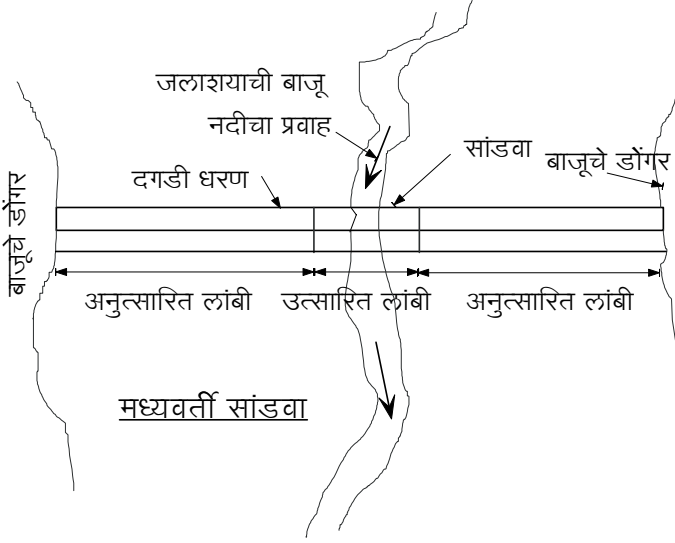 जलाशयाची बाजू
नदीचा प्रवाह
सांडवा
बाजूचे डोंगर
दगडी धरण
बाजूचे डोंगर
अनुत्सारित लांबी
उत्सारित लांबी
अनुत्सारित लांबी
मध्यवर्ती सांडवा